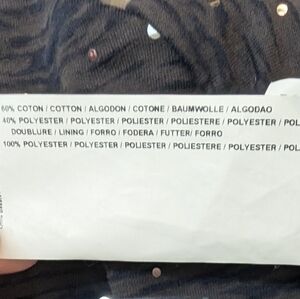 60% COTON / COTTON / ALGODON / COTONE / BAUMWOLLE / ALGODAO
40% POLYESTER / POLYESTER / POLIESTER / POLIESTERE / POLYESTER / POL
DOUBLURE / LINING / FORRO / FODERA / FUTTER/ FORRO
100% POLYESTER / POLYESTER / POLIESTER / POLIESTERE / POLYESTER / POL